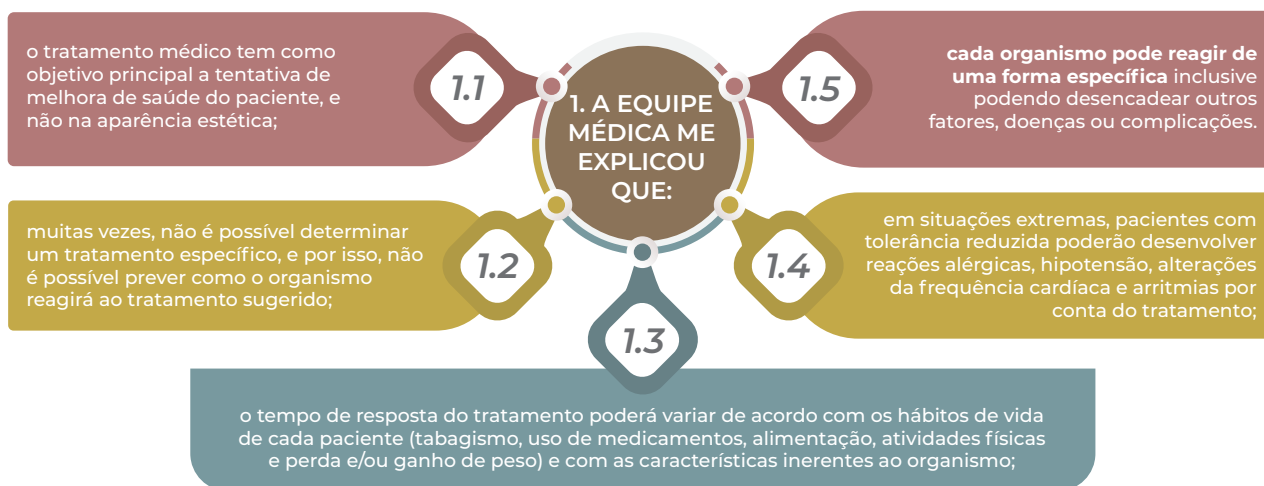 1. A EQUIPE
MÉDICA ME
EXPLICOU
QUE:
1.1
o tratamento médico tem como
objetivo principal a tentativa de
melhora de saúde do paciente, e
não na aparência estética;
1.2
muitas vezes, não é possível determinar
um tratamento específico, e por isso, não
é possível prever como o organismo
reagirá ao tratamento sugerido;
1.3
o tempo de resposta do tratamento poderá variar de acordo com os hábitos de vida
de cada paciente (tabagismo, uso de medicamentos, alimentação, atividades físicas
e perda e/ou ganho de peso) e com as características inerentes ao organismo;
1.4
em situações extremas, pacientes com
tolerância reduzida poderão desenvolver
reações alérgicas, hipotensão, alterações
da frequência cardíaca e arritmias por
conta do tratamento;
1.5
cada organismo pode reagir de
uma forma específica inclusive
podendo desencadear outros
fatores, doenças ou complicações.